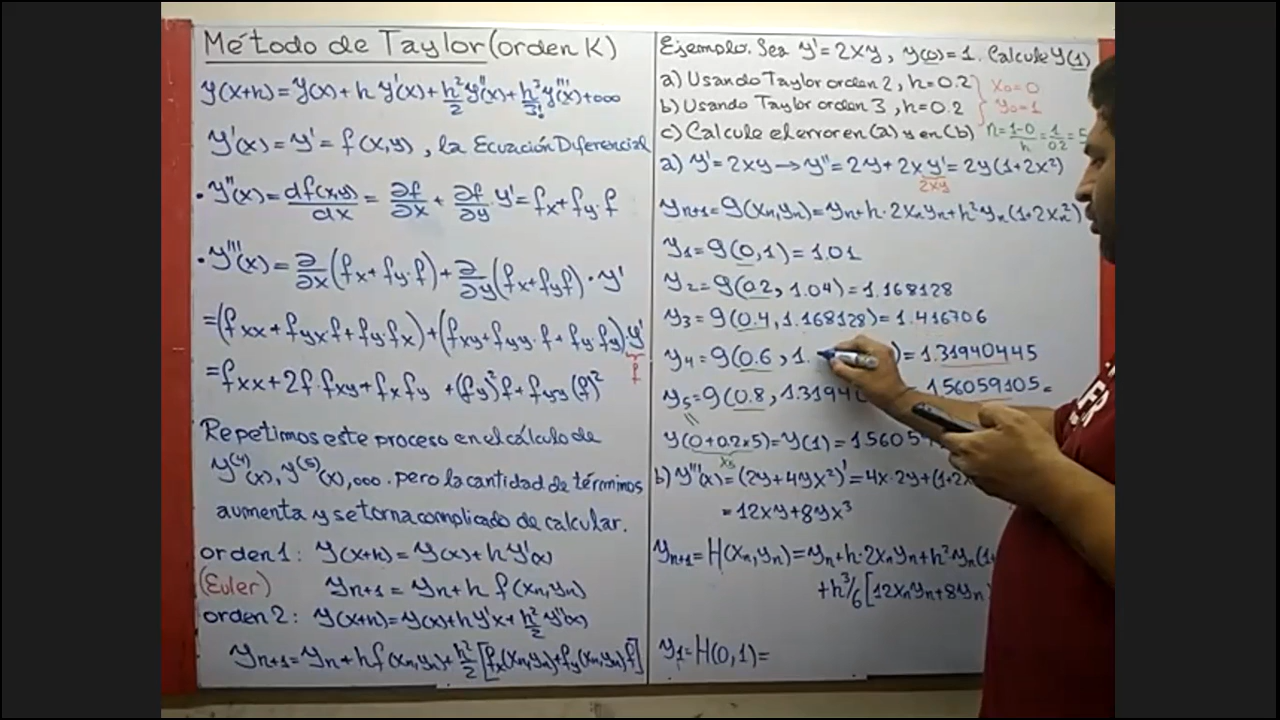 Método de Taylor (orden K)
y(x+h) = y(x) + h y'(x) + h²/2 y''(x) + h³/3! y'''(x) + ooo
y'(x) = y' = f(x,y), la Ecuación Diferencial
• y''(x) = df(x,y)/dx = ∂f/∂x + ∂f/∂y · y' = fx + fy · f
• y'''(x) = ∂/∂x (fx + fy · f) + ∂/∂y (fx + fy f) · y'
= (fxx + fyx · f + fy · fx) + (fxy + fyy · f + fy · fy) · y'
f
= fxx + 2f · fxy + fx fy + (fy)² f + fyy (f)²
Repetimos este proceso en el cálculo de
y⁽⁴⁾(x), y⁽⁵⁾(x), ooo. pero la cantidad de términos
aumenta y se torna complicado de calcular.
orden 1: y(x+h) = y(x) + h y'(x)
(Euler) yn+1 = yn + h f(xn, yn)
orden 2: y(x+h) = y(x) + h y'x + h²/2 y''(x)
yn+1 = yn + h f(xn, yn) + h²/2 [fx(xn, yn) + fy(xn, yn) f]
Ejemplo. Sea y' = 2xy, y(0) = 1. Calcule y(1)
a) Usando Taylor orden 2, h = 0.2 } x0 = 0
b) Usando Taylor orden 3, h = 0.2 } y0 = 1
c) Calcule el error en (a) y en (b) n = 1-0/h = 1/0.2 = 5
a) y' = 2xy → y'' = 2y + 2x y' = 2y(1+2x²)
2xy
yn+1 = g(xn, yn) = yn + h · 2xn yn + h² yn (1+2xn²)
y1 = g(0,1) = 1.01
y2 = g(0.2, 1.04) = 1.168128
y3 = g(0.4, 1.168128) = 1.416706
y4 = g(0.6, 1. ) = 1.31940445
y5 = g(0.8, 1.3194 = 1.56059105 =
y(0+0.2x5) = y(1) = 1.5605
x5
b) y'''(x) = (2y + 4yx²)' = 4x · 2y + (1+2x
= 12xy + 8yx³
yn+1 = H(xn, yn) = yn + h · 2xn yn + h² yn (1+
+ h³/6 [12xn yn + 8yn
y1 = H(0,1) =